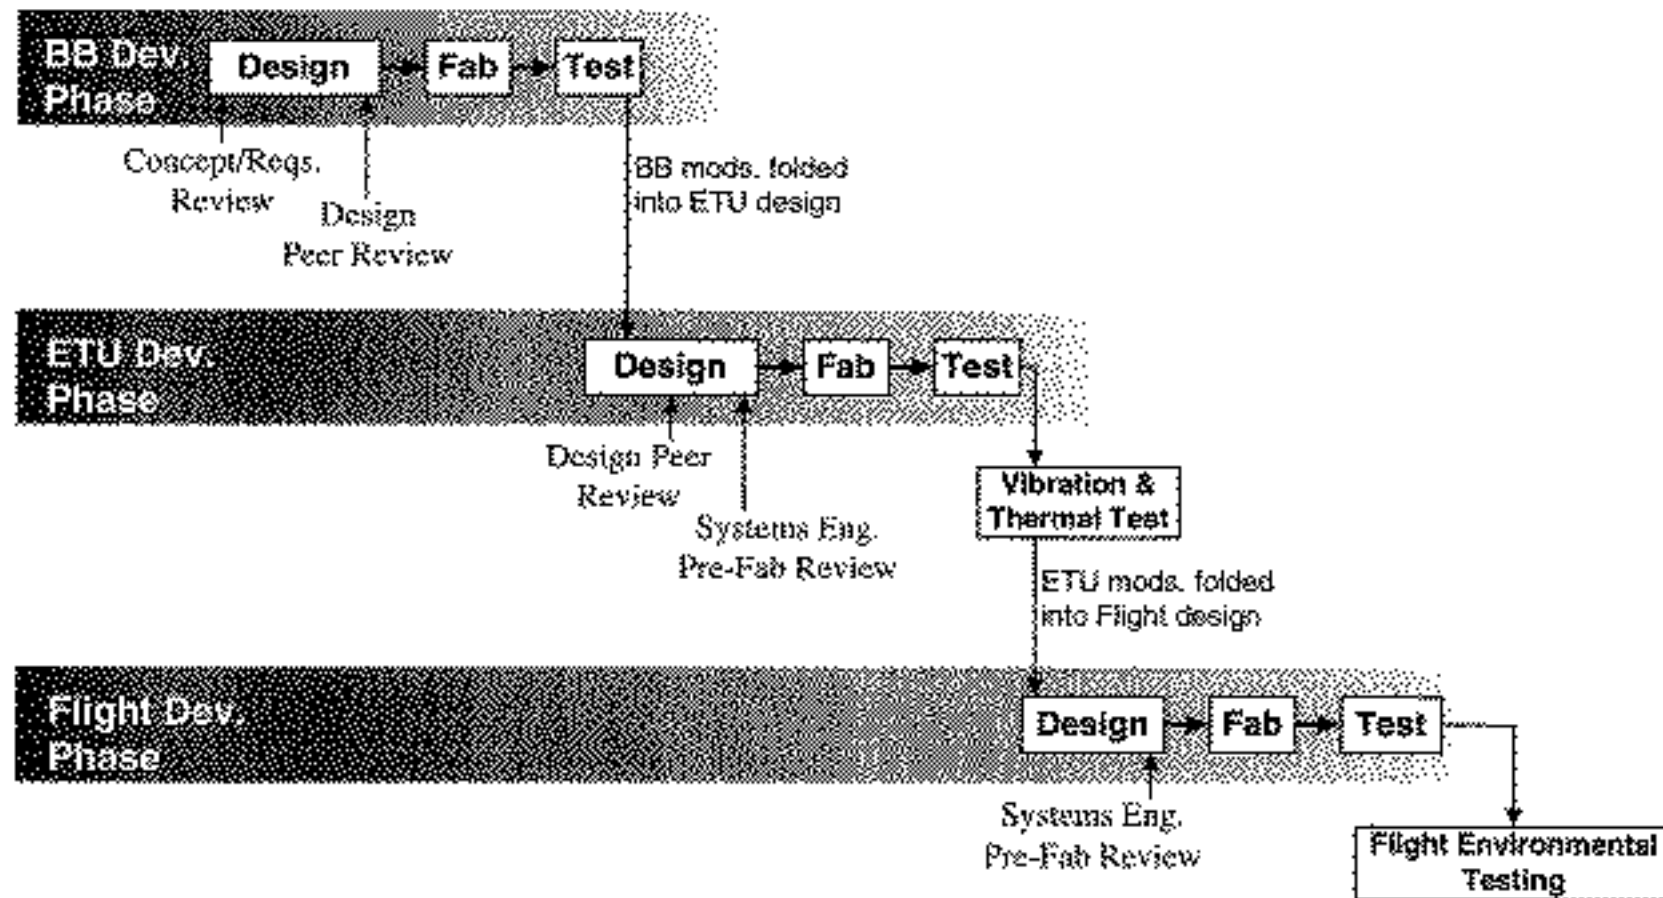 BB Dev.
Phase
Design
Fab
Test
Concept/Reqs.
Review
Design
Peer Review
BB mods. folded
into ETU design
ETU Dev.
Phase
Design
Fab
Test
Design Peer
Review
Systems Eng.
Pre-Fab Review
Vibration &
Thermal Test
ETU mods. folded
into Flight design
Flight Dev.
Phase
Design
Fab
Test
Systems Eng.
Pre-Fab Review
Flight Environmental
Testing